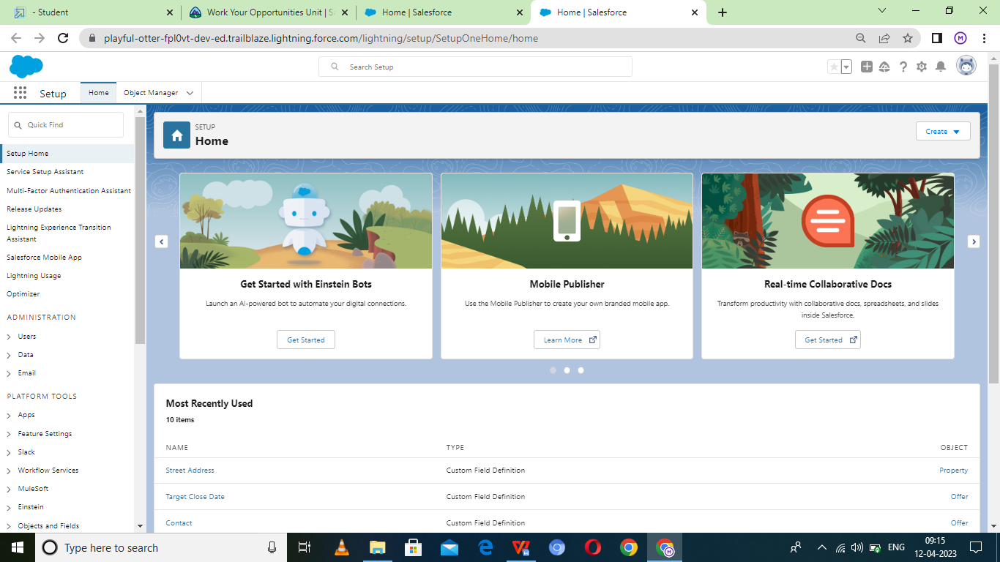 - Student
Work Your Opportunities Unit | S
Home | Salesforce
Home | Salesforce
playful-otter-fpl0vt-dev-ed.trailblaze.lightning.force.com/lightning/setup/SetupOneHome/home
M
Search Setup
Setup
Home
Object Manager
Quick Find
Setup Home
Service Setup Assistant
Multi-Factor Authentication Assistant
Release Updates
Lightning Experience Transition
Assistant
Salesforce Mobile App
Lightning Usage
Optimizer
ADMINISTRATION
Users
Data
Email
PLATFORM TOOLS
Apps
Feature Settings
Slack
Workflow Services
MuleSoft
Einstein
Objects and Fields
SETUP
Home
Create
Get Started with Einstein Bots
Launch an AI-powered bot to automate your digital connections.
Get Started
Mobile Publisher
Use the Mobile Publisher to create your own branded mobile app.
Learn More
Real-time Collaborative Docs
Transform productivity with collaborative docs, spreadsheets, and slides
inside Salesforce.
Get Started
Most Recently Used
10 items
NAME TYPE OBJECT
Street Address Custom Field Definition Property
Target Close Date Custom Field Definition Offer
Contact Custom Field Definition Offer
Type here to search
ENG
09:15
12-04-2023